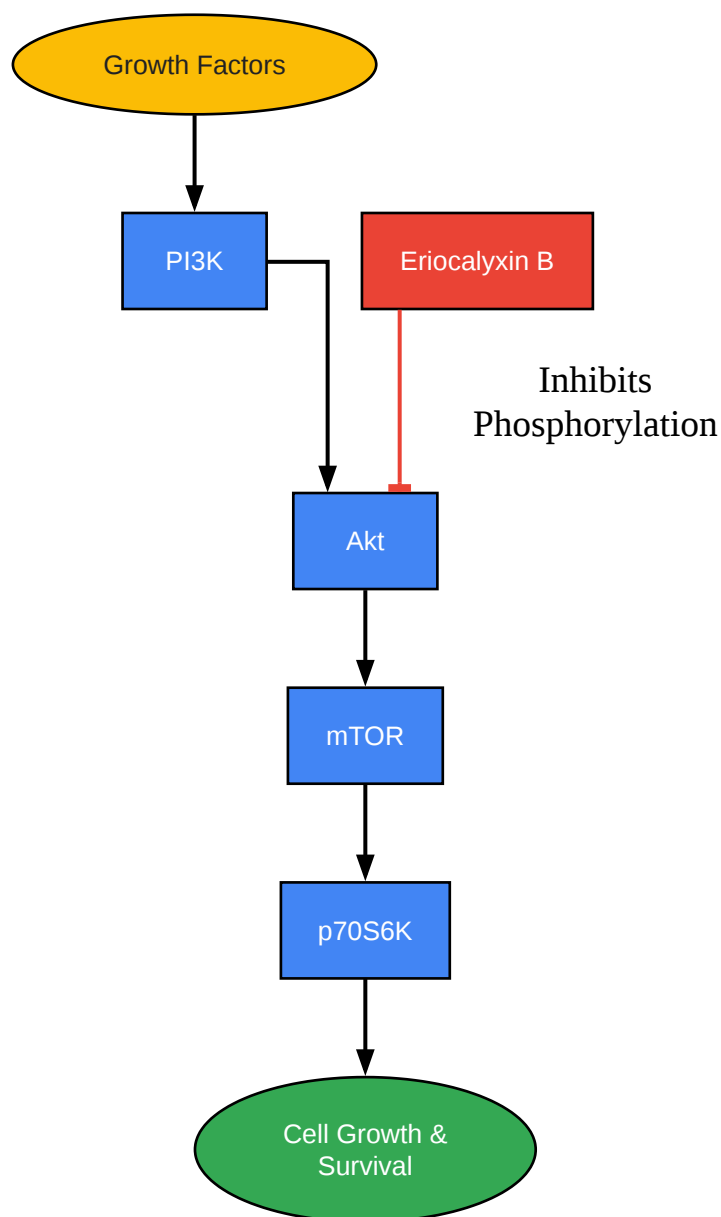 Growth Factors
PI3K
Eriocalyxin B
Inhibits
Phosphorylation
Akt
mTOR
p70S6K
Cell Growth &
Survival